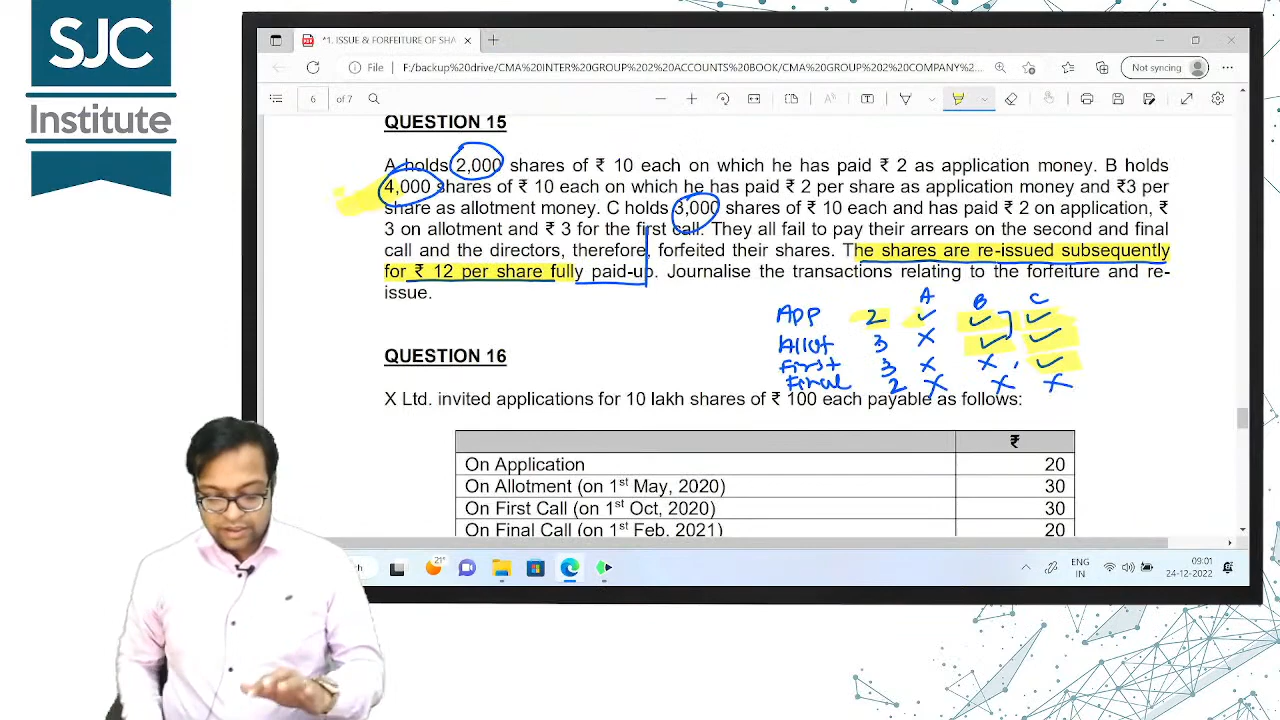 SJC
Institute
*1. ISSUE & FORFEITURE OF SHA
File F:/backup%20drive/CMA%20INTER%20GROUP%202%20ACCOUNTS%20BOOK/CMA%20GROUP%202%20COMPANY%... Not syncing
6 of 7
QUESTION 15
A holds 2,000 shares of ₹ 10 each on which he has paid ₹ 2 as application money. B holds
4,000 shares of ₹ 10 each on which he has paid ₹ 2 per share as application money and ₹3 per
share as allotment money. C holds 3,000 shares of ₹ 10 each and has paid ₹ 2 on application, ₹
3 on allotment and ₹ 3 for the first call. They all fail to pay their arrears on the second and final
call and the directors, therefore, forfeited their shares. The shares are re-issued subsequently
for ₹ 12 per share fully paid-up. Journalise the transactions relating to the forfeiture and re-
issue.
A B C
App 2 ✓ ✓ ✓
Allot 3 × ✓ ✓
First 3 × × ✓
Final 2 × × ×
QUESTION 16
X Ltd. invited applications for 10 lakh shares of ₹ 100 each payable as follows:
₹
On Application 20
On Allotment (on 1st May, 2020) 30
On First Call (on 1st Oct, 2020) 30
On Final Call (on 1st Feb, 2021) 20
21°
ENG
IN
09:01
24-12-2022